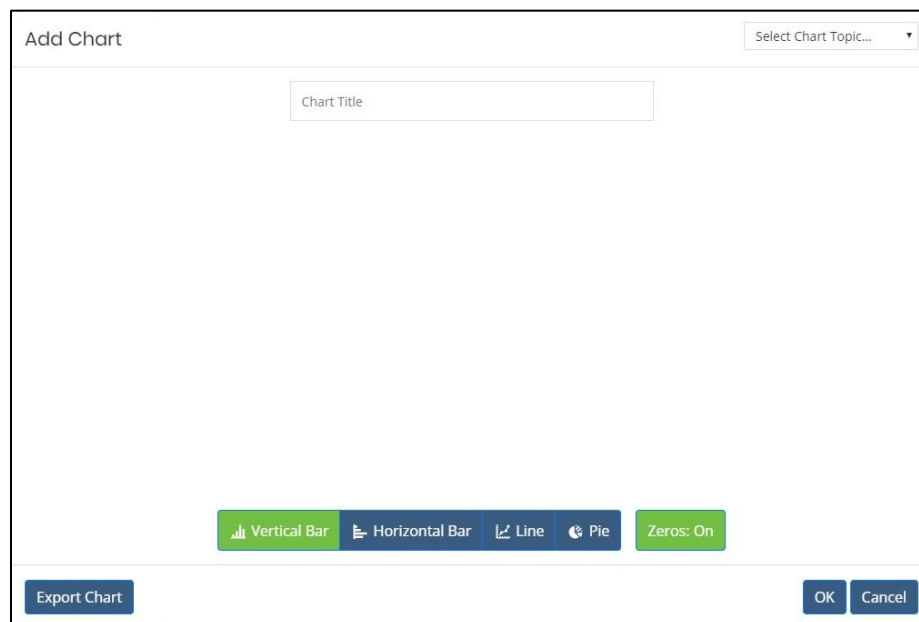 Add Chart
Select Chart Topic...
Chart Title
Vertical Bar
Horizontal Bar
Line
Pie
Zeros: On
Export Chart
OK
Cancel